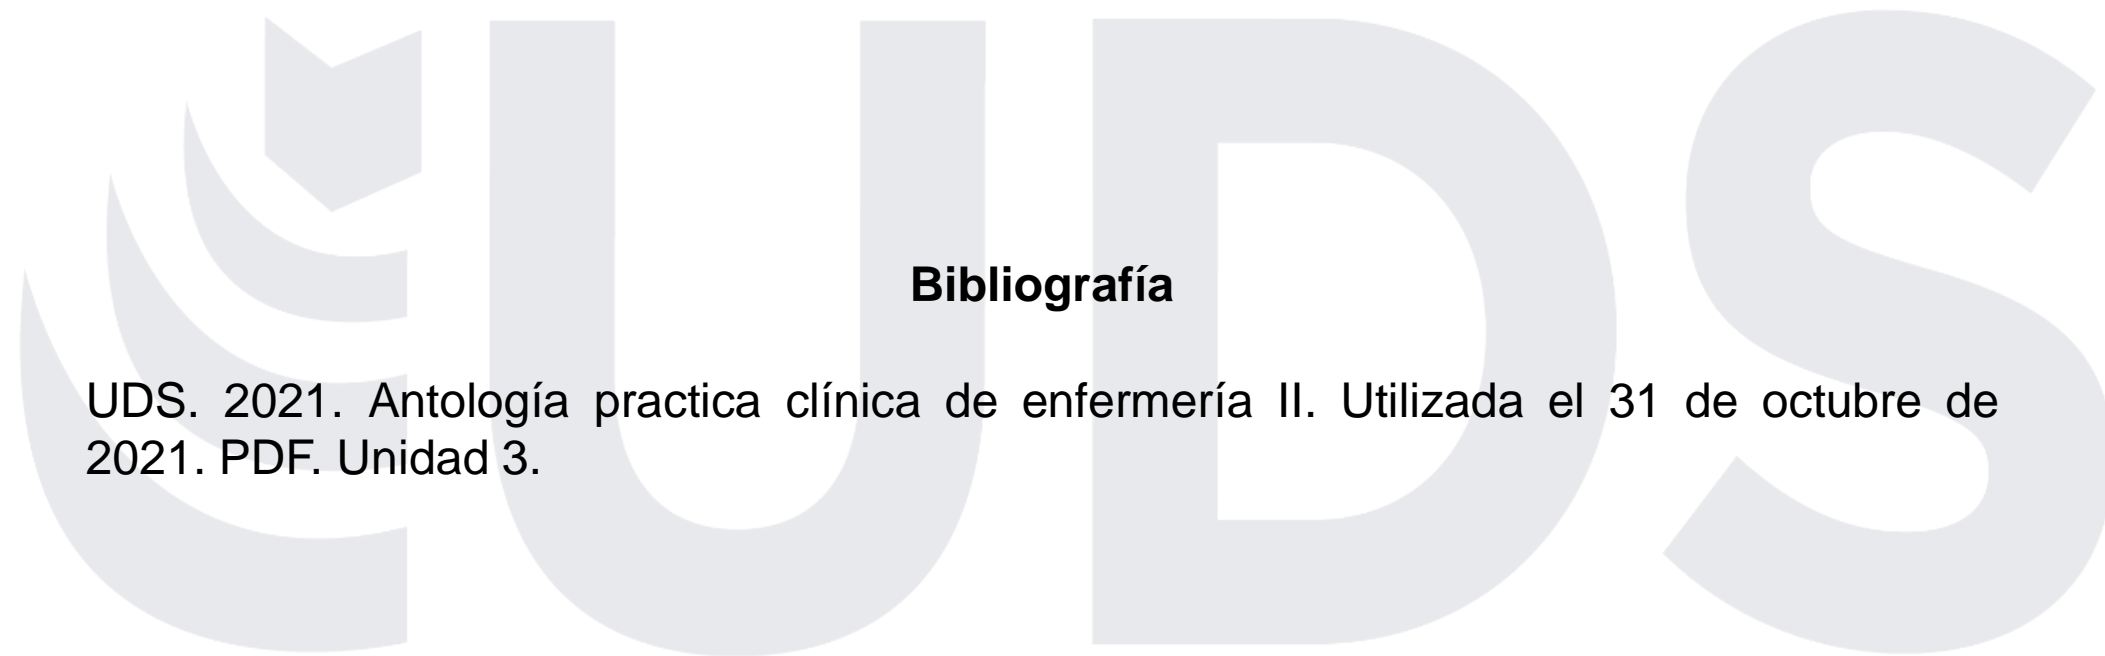 UDS
Bibliografía
UDS. 2021. Antología practica clínica de enfermería II. Utilizada el 31 de octubre de
2021. PDF. Unidad 3.